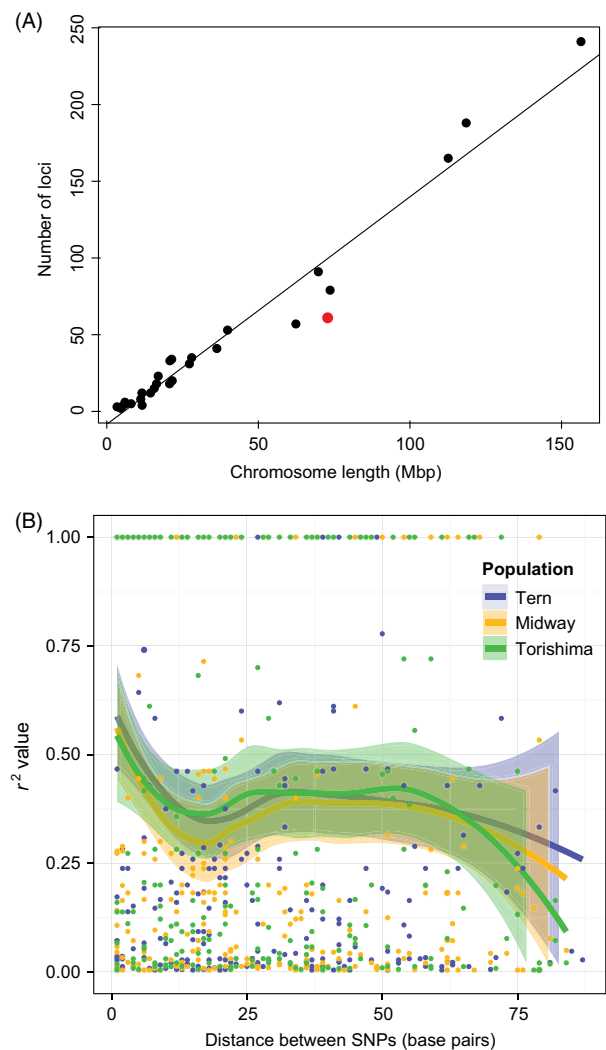 (A)
250
200
150
100
50
0
Number of loci
0 50 100 150
Chromosome length (Mbp)
(B)
1.00
0.75
0.50
0.25
0.00
r² value
Population
Tern
Midway
Torishima
0 25 50 75
Distance between SNPs (base pairs)